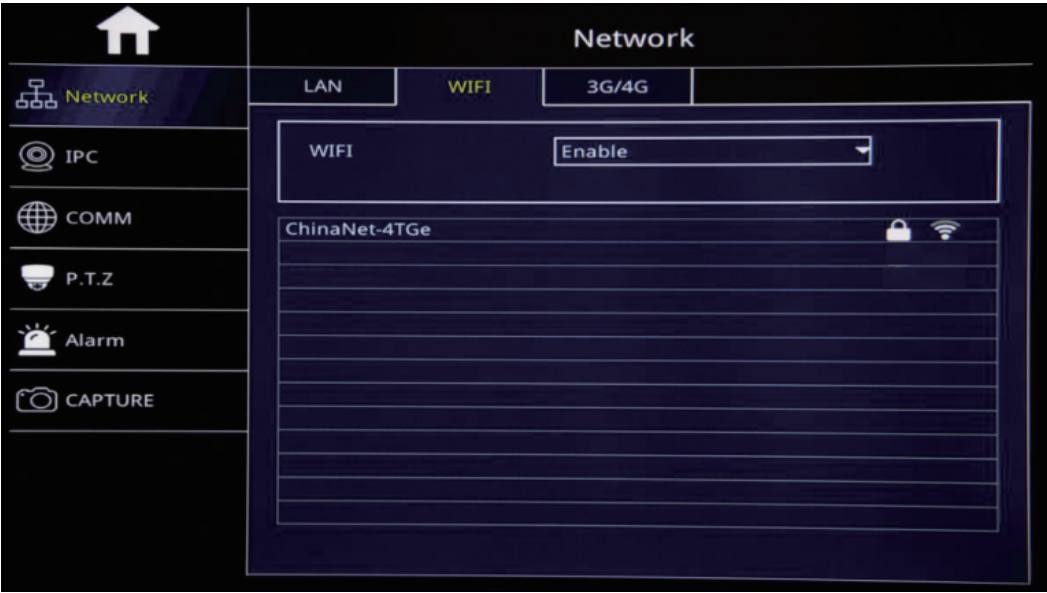 Network
Network
IPC
COMM
P.T.Z
Alarm
CAPTURE
LAN WIFI 3G/4G
WIFI Enable
ChinaNet-4TGe